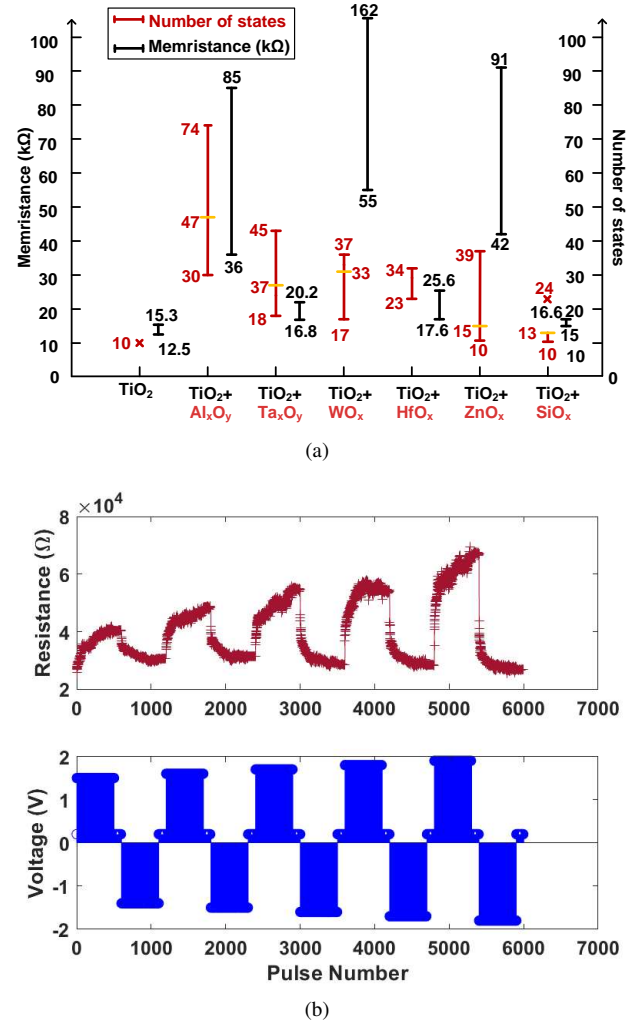 Number of states
Memristance (kΩ)
Memristance (kΩ)
Number of states
100
90
80
70
60
50
40
30
20
10
0
100
90
80
70
60
50
40
30
20
10
0
10
15.3
12.5
74
47
30
85
36
45
37
18
20.2
16.8
37
33
17
162
55
34
23
25.6
17.6
39
15
10
91
42
24
13
10
16.6
20
15
10
TiO₂
TiO₂+
AlₓOᵧ
TiO₂+
TaₓOᵧ
TiO₂+
WOₓ
TiO₂+
HfOₓ
TiO₂+
ZnOₓ
TiO₂+
SiOₓ
(a)
×10⁴
Resistance (Ω)
8
6
4
2
0 1000 2000 3000 4000 5000 6000 7000
Voltage (V)
2
1
0
-1
-2
0 1000 2000 3000 4000 5000 6000 7000
Pulse Number
(b)